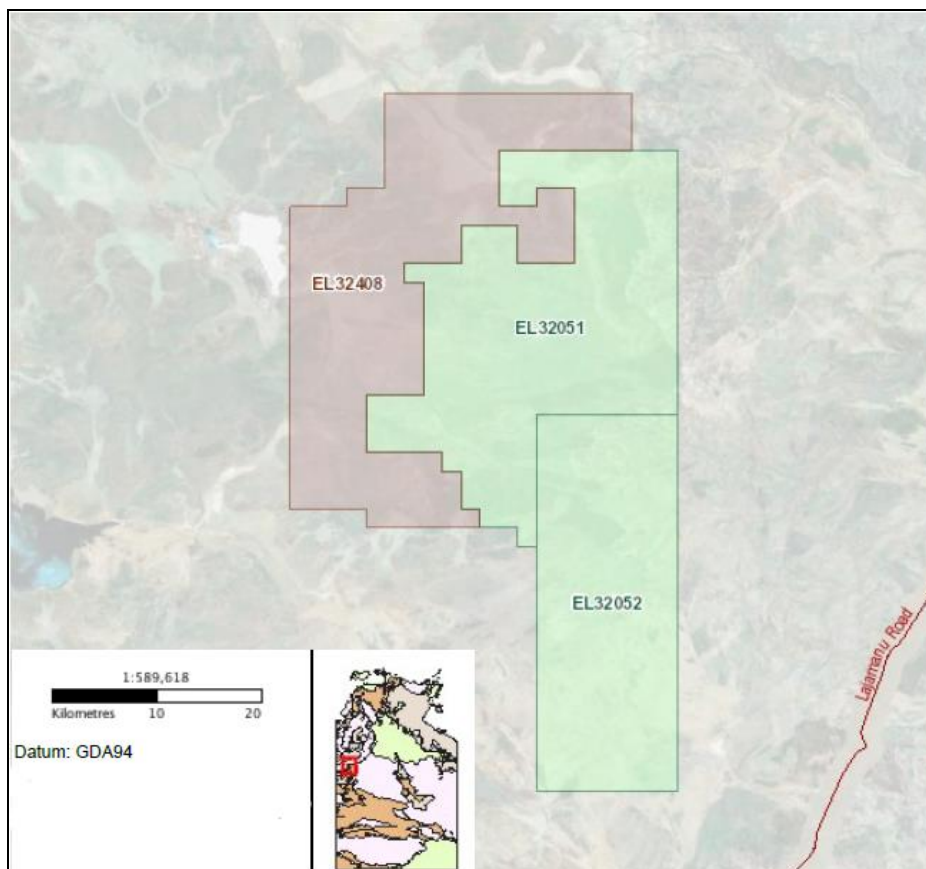 EL32408
EL32051
EL32052
Lajamanu Road
1:589,618
Kilometres 10 20
Datum: GDA94